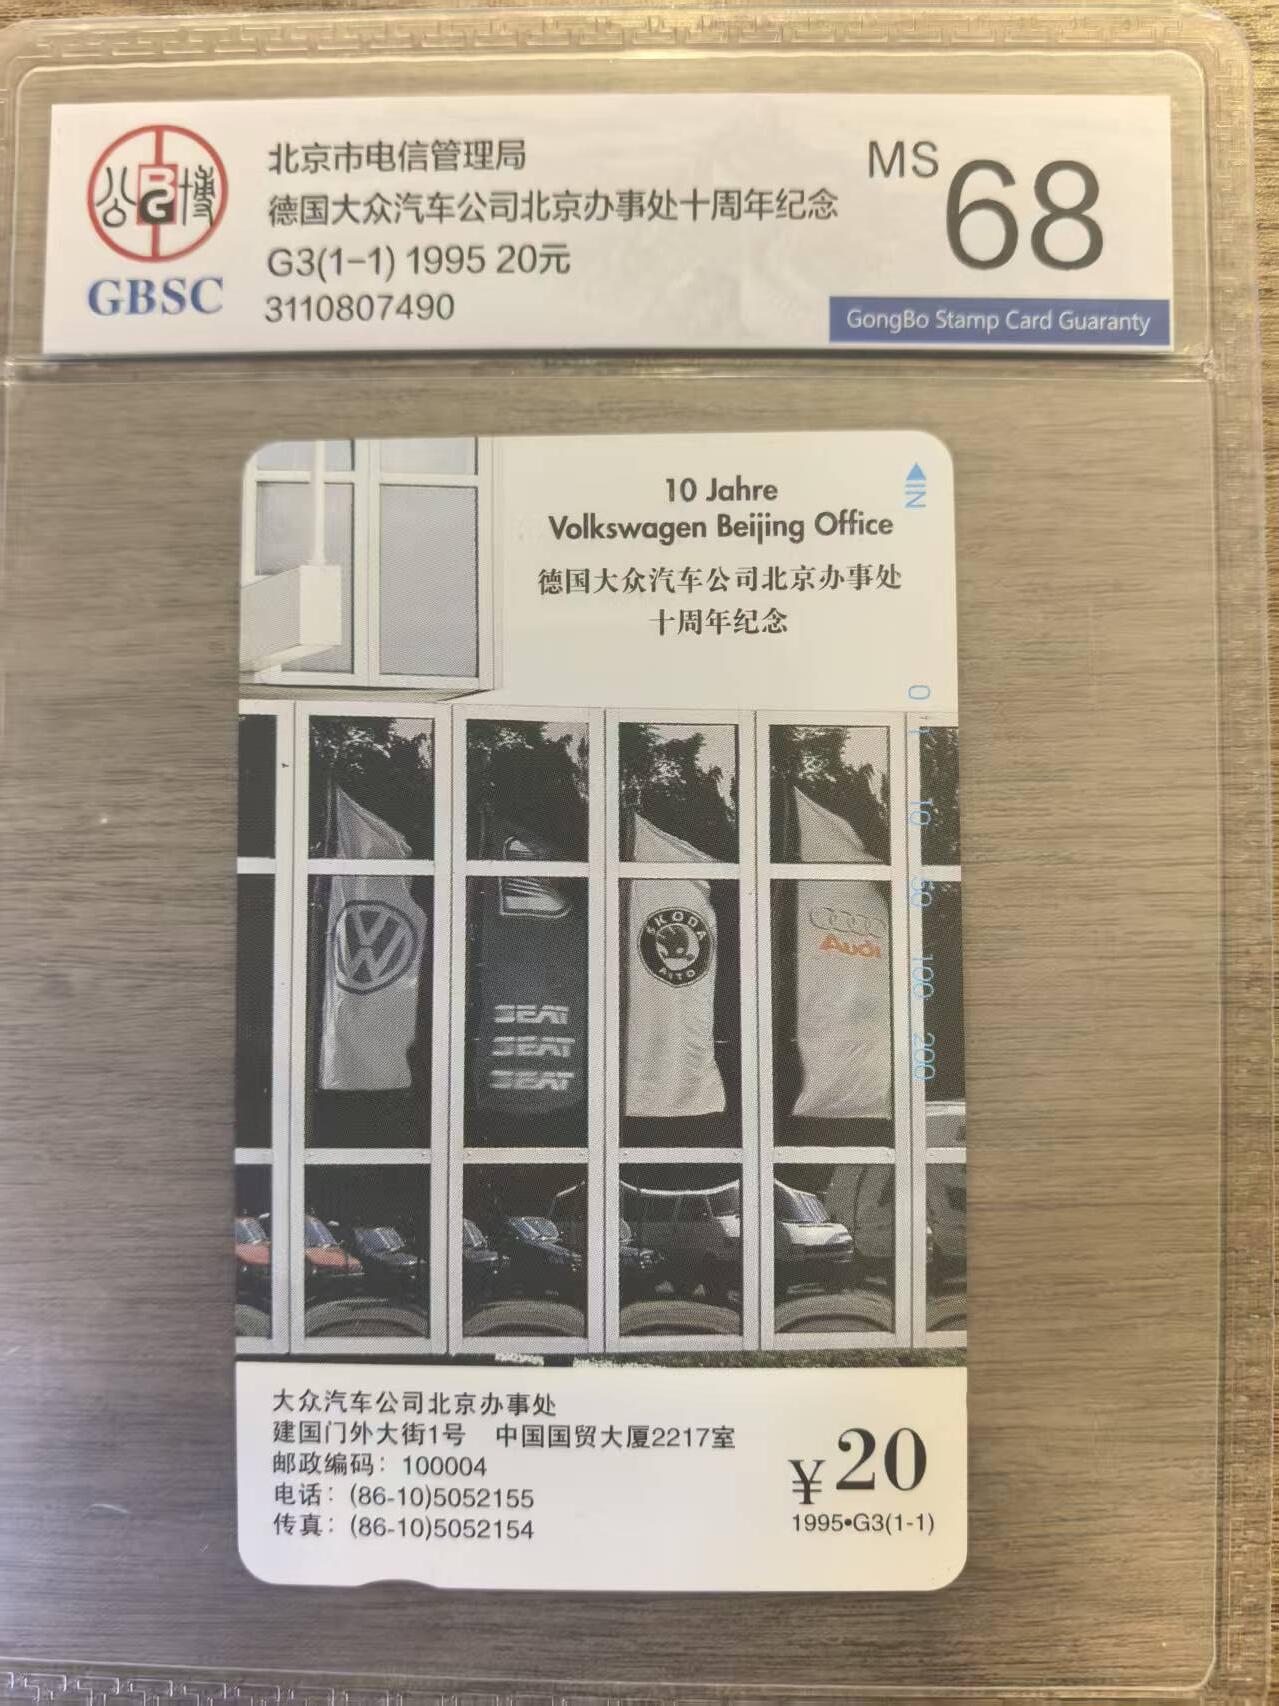 公博
BG
GBSC
北京市电信管理局
德国大众汽车公司北京办事处十周年纪念
G3(1-1) 1995 20元
3110807490
MS 68
GongBo Stamp Card Guaranty
10 Jahre
Volkswagen Beijing Office
德国大众汽车公司北京办事处
十周年纪念
IN
0
1
10
50
100
200
VW
SEAT
SEAT
SEAT
SKODA
AUTO
Audi
大众汽车公司北京办事处
建国门外大街1号 中国国贸大厦2217室
邮政编码：100004
电话：(86-10)5052155
传真：(86-10)5052154
¥20
1995•G3(1-1)